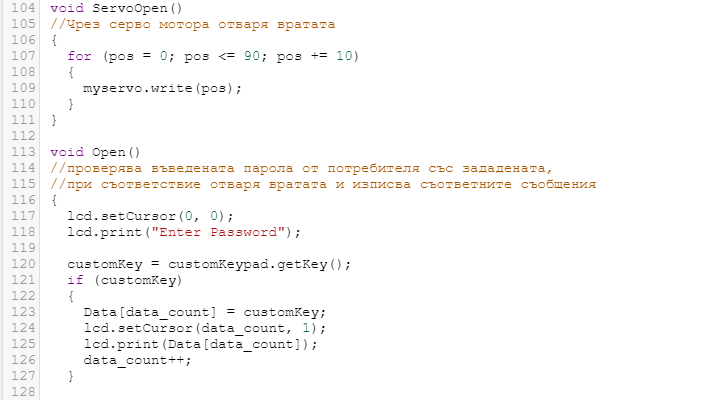 104 void ServoOpen()
105 //Чрез серво мотора отваря вратата
106 {
107   for (pos = 0; pos <= 90; pos += 10)
108   {
109     myservo.write(pos);
110   }
111 }
112
113 void Open()
114 //проверява въведената парола от потребителя със зададената,
115 //при съответствие отваря вратата и изписва съответните съобщения
116 {
117   lcd.setCursor(0, 0);
118   lcd.print("Enter Password");
119
120   customKey = customKeypad.getKey();
121   if (customKey)
122   {
123     Data[data_count] = customKey;
124     lcd.setCursor(data_count, 1);
125     lcd.print(Data[data_count]);
126     data_count++;
127   }
128